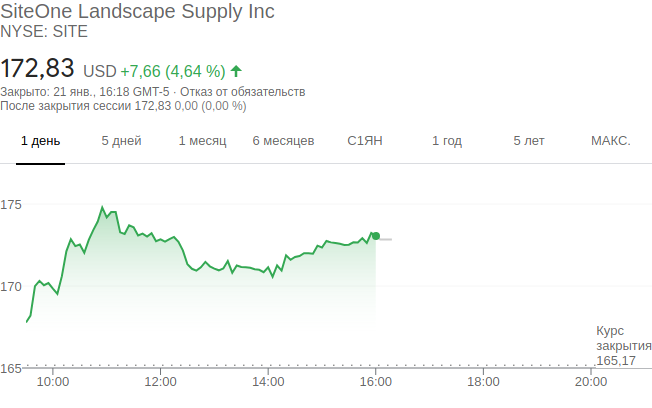 SiteOne Landscape Supply Inc
NYSE: SITE
172,83 USD +7,66 (4,64 %)
Закрыто: 21 янв., 16:18 GMT-5 · Отказ от обязательств
После закрытия сессии 172,83 0,00 (0,00 %)
1 день 5 дней 1 месяц 6 месяцев С1ЯН 1 год 5 лет МАКС.
175
170
Курс
закрытия
165,17
165
10:00 12:00 14:00 16:00 18:00 20:00